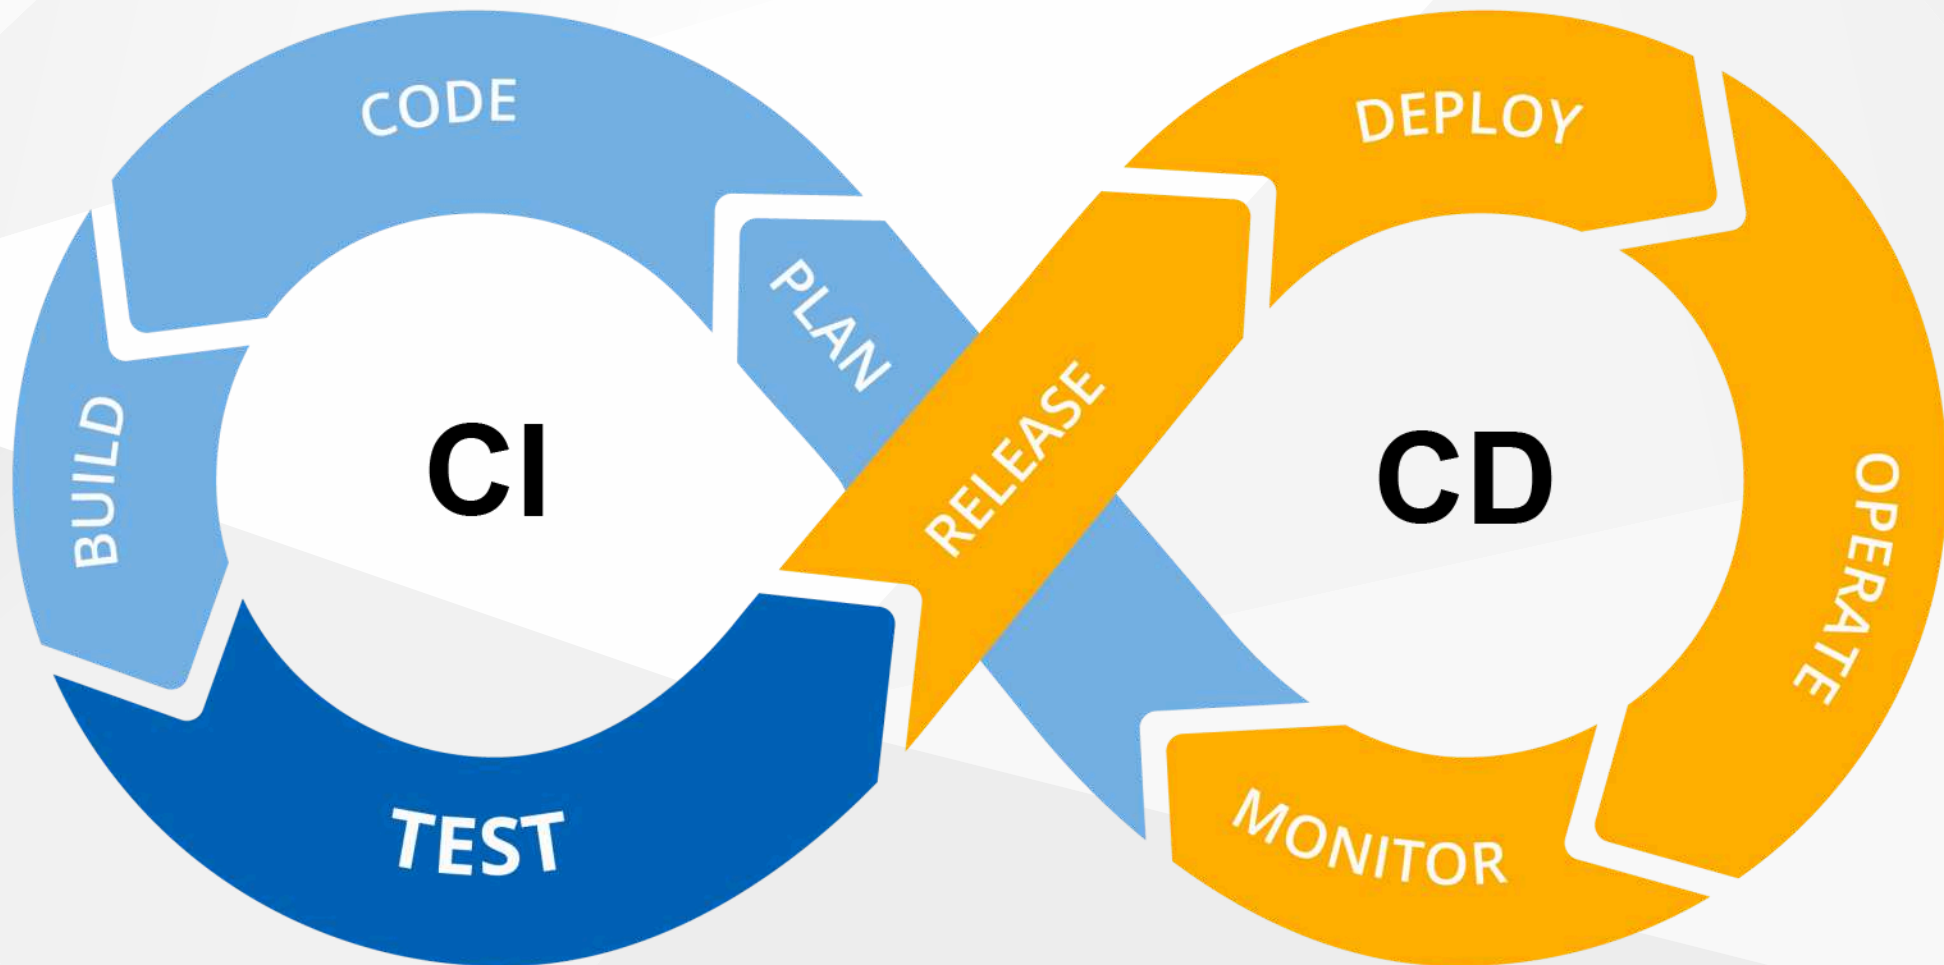 CODE
DEPLOY
PLAN
RELEASE
BUILD
CI
CD
OPERATE
TEST
MONITOR